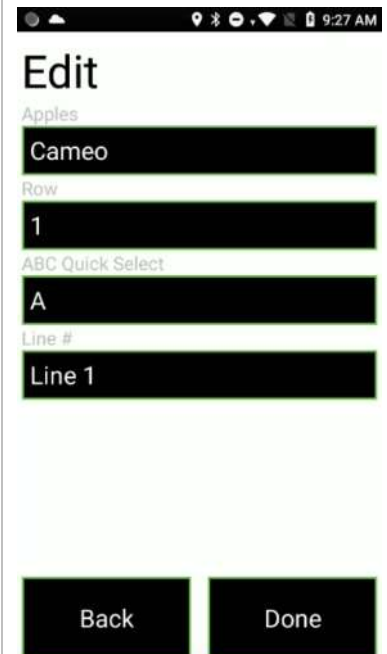 9:27 AM
Edit
Apples
Cameo
Row
1
ABC Quick Select
A
Line #
Line 1
Back Done